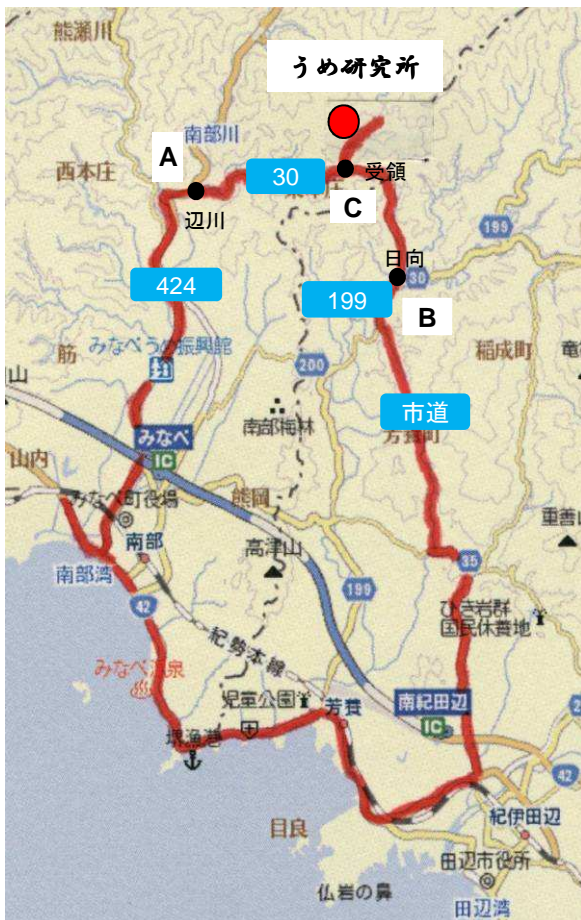 熊瀬川
うめ研究所
南部川
A
西本庄
30
受領
C
辺川
日向
199
30
424
199
B
みなべうめ振興館
筋
稲成町
200
山
市道
南部梅林
みなべ
IC
山内
みなべ町役場
熊岡
南部
高津山
35
南部湾
199
ひき岩群
国民休養地
42
紀勢本線
みなべ温泉
児童公園
芳養
南紀田辺
IC
堺漁港
42
目良
紀伊田辺
田辺市役所
仏岩の鼻
田辺湾